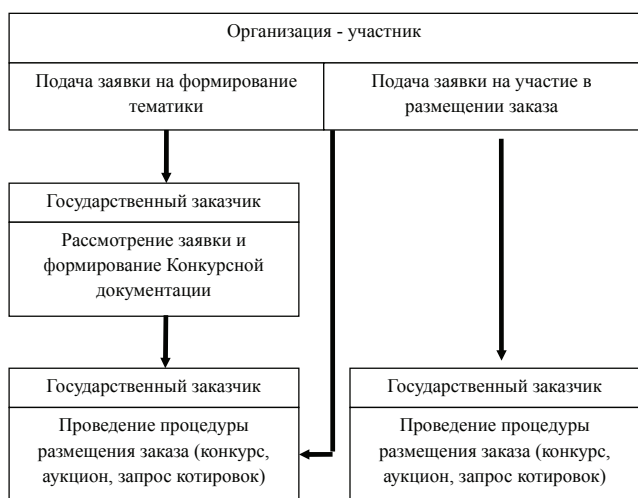 Организация - участник
Подача заявки на формирование
тематики
Подача заявки на участие в
размещении заказа
Государственный заказчик
Рассмотрение заявки и
формирование Конкурсной
документации
Государственный заказчик
Проведение процедуры
размещения заказа (конкурс,
аукцион, запрос котировок)
Государственный заказчик
Проведение процедуры
размещения заказа (конкурс,
аукцион, запрос котировок)